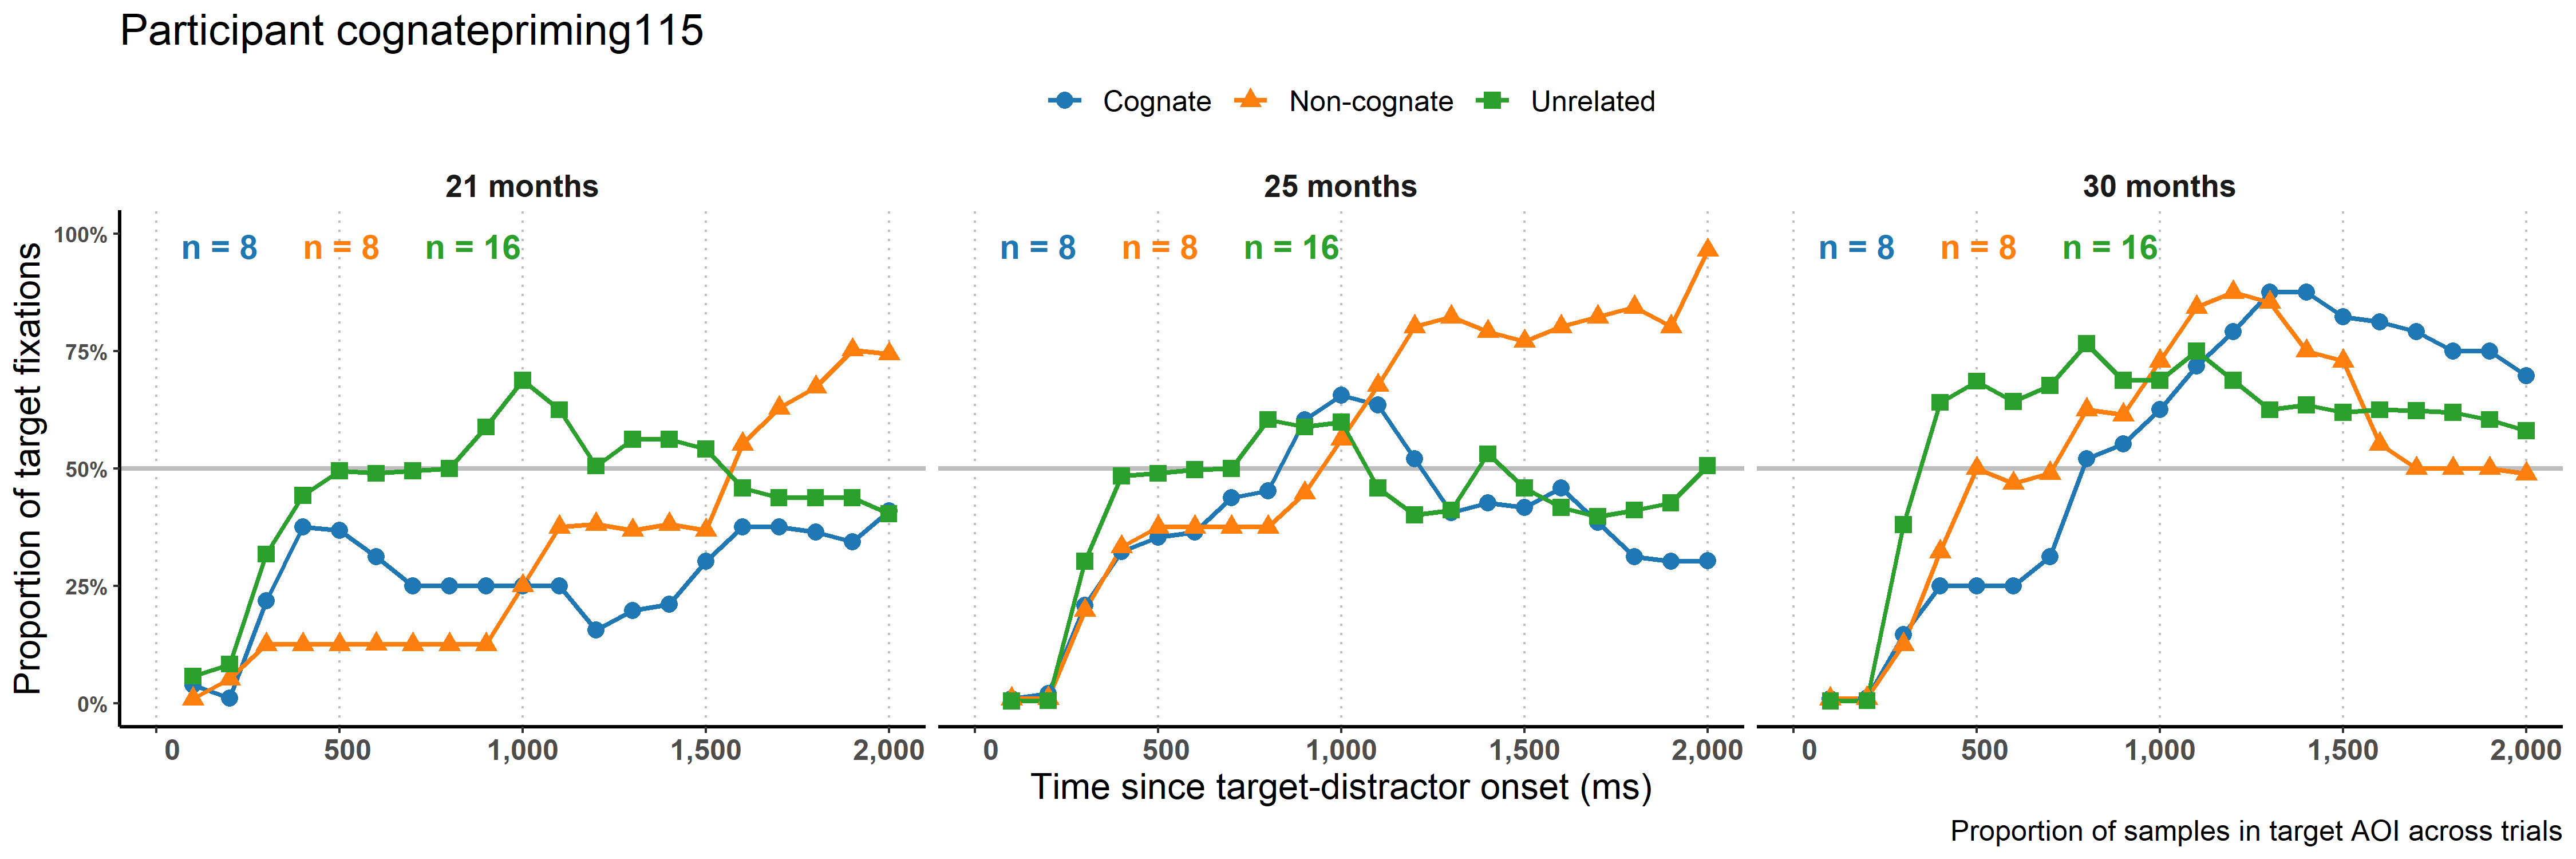 Participant cognatepriming115
Cognate Non-cognate Unrelated
21 months 25 months 30 months
n = 8 n = 8 n = 16 n = 8 n = 8 n = 16 n = 8 n = 8 n = 16
Proportion of target fixations
100%
75%
50%
25%
0%
0 500 1,000 1,500 2,000 0 500 1,000 1,500 2,000 0 500 1,000 1,500 2,000
Time since target-distractor onset (ms)
Proportion of samples in target AOI across trials